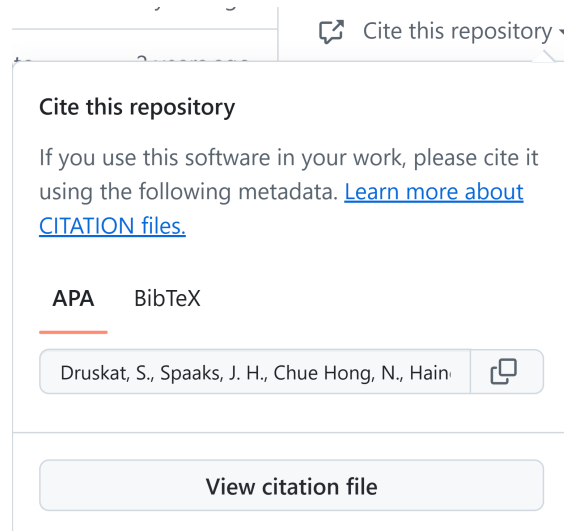 Cite this repository
Cite this repository
If you use this software in your work, please cite it
using the following metadata. Learn more about
CITATION files.
APA BibTeX
Druskat, S., Spaaks, J. H., Chue Hong, N., Hain
View citation file